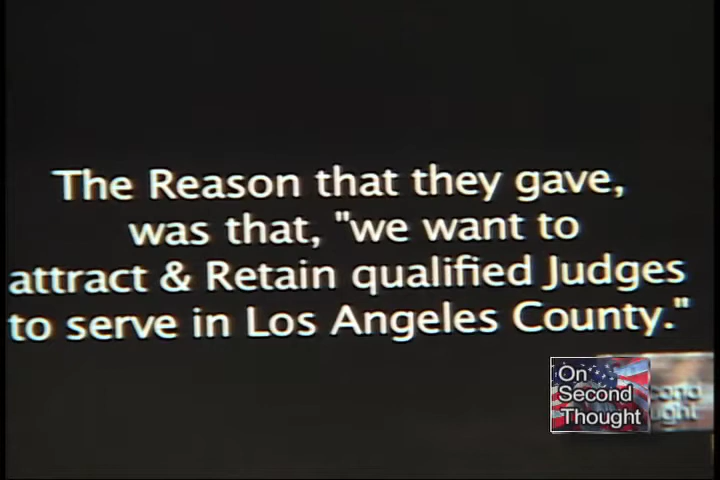 The Reason that they gave,
was that, "we want to
attract & Retain qualified Judges
to serve in Los Angeles County."
On
Second
Thought